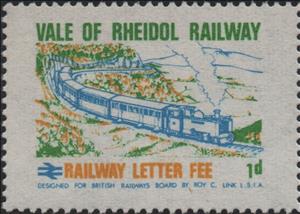 VALE OF RHEIDOL RAILWAY
RAILWAY LETTER FEE 1d
DESIGNED FOR BRITISH RAILWAYS BOARD BY ROY C. LINK L.S.I.A.